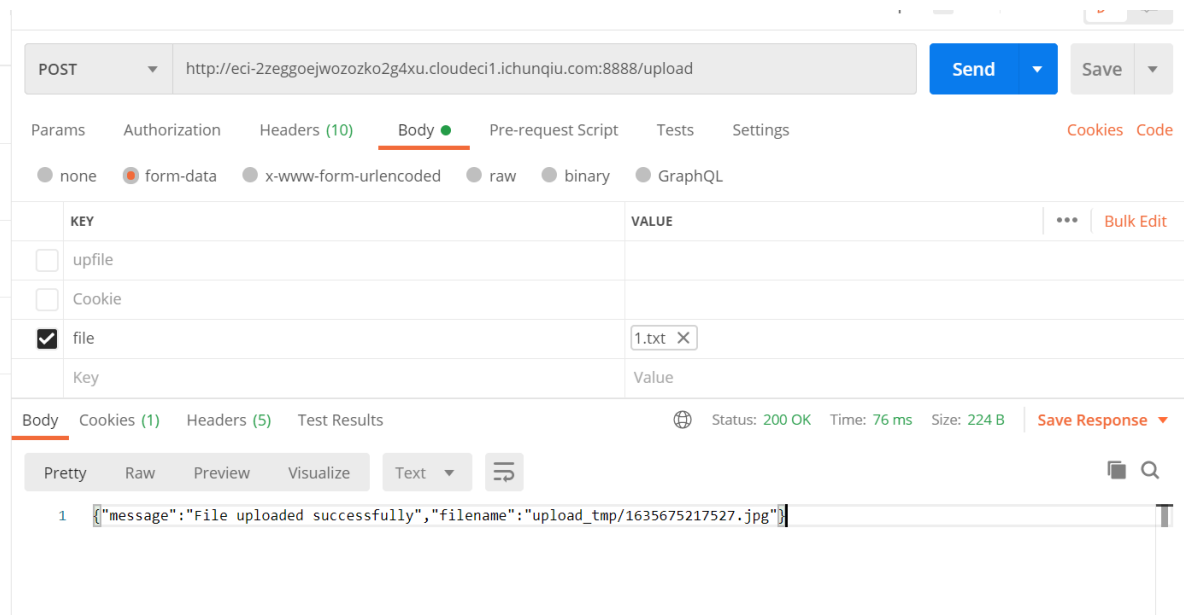 POST http://eci-2zeggoejwozozko2g4xu.cloudeci1.ichunqiu.com:8888/upload Send Save
Params Authorization Headers (10) Body Pre-request Script Tests Settings Cookies Code
none form-data x-www-form-urlencoded raw binary GraphQL
KEY VALUE ••• Bulk Edit
upfile
Cookie
file 1.txt
Key Value
Body Cookies (1) Headers (5) Test Results Status: 200 OK Time: 76 ms Size: 224 B Save Response
Pretty Raw Preview Visualize Text
1 {"message":"File uploaded successfully","filename":"upload_tmp/1635675217527.jpg"}